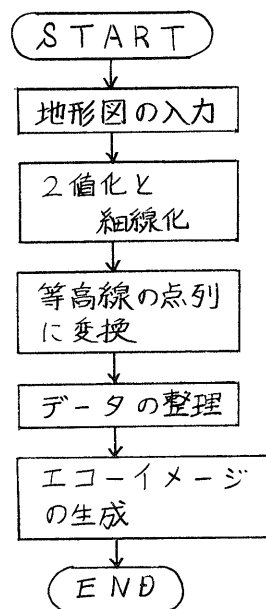 START
地形図の入力
2値化と
細線化
等高線の点列
に変換
データの整理
エコーイメージ
の生成
END